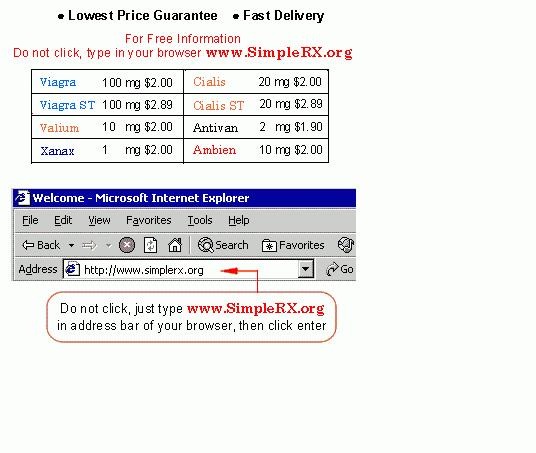 ● Lowest Price Guarantee ● Fast Delivery
For Free Information
Do not click, type in your browser www.SimpleRX.org
Viagra 100 mg $2.00 Cialis 20 mg $2.00
Viagra ST 100 mg $2.89 Cialis ST 20 mg $2.89
Valium 10 mg $2.00 Antivan 2 mg $1.90
Xanax 1 mg $2.00 Ambien 10 mg $2.00
Welcome - Microsoft Internet Explorer
File Edit View Favorites Tools Help
Back Search Favorites
Address http://www.simplerx.org Go
Do not click, just type www.SimpleRX.org
in address bar of your browser, then click enter